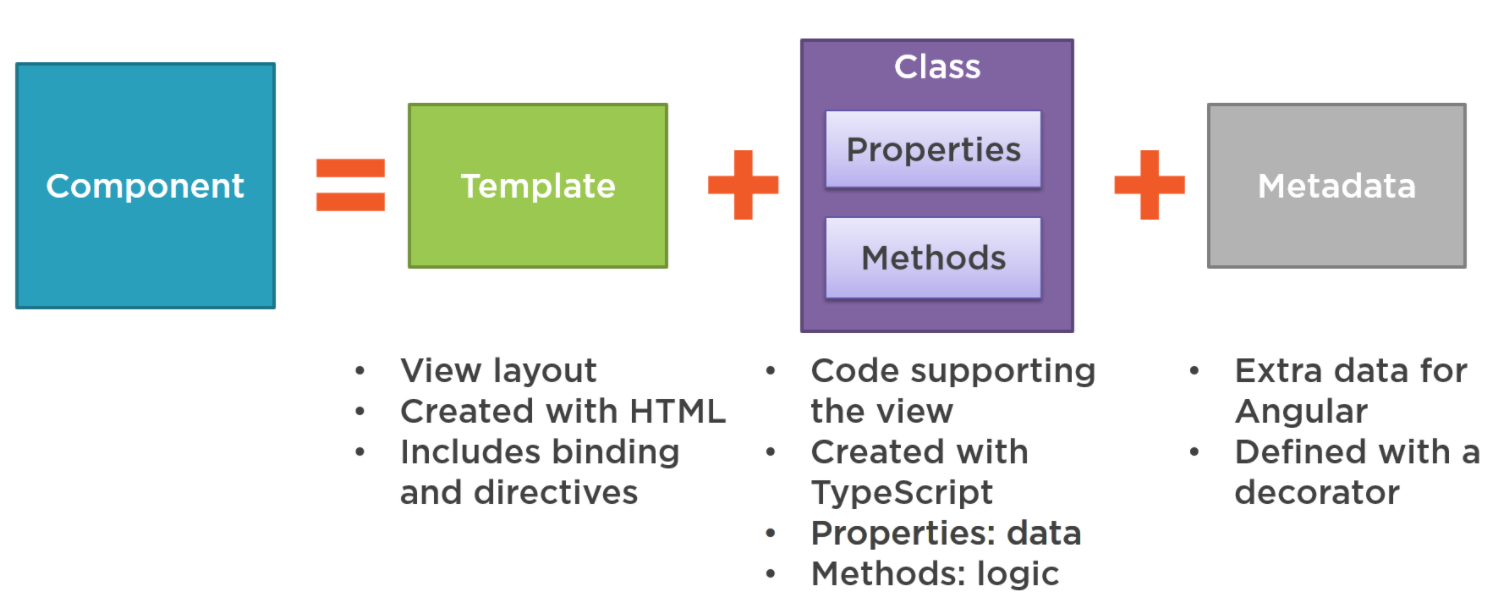 Component
=
Template
+
Class
Properties
Methods
+
Metadata
• View layout
• Created with HTML
• Includes binding
and directives
• Code supporting
the view
• Created with
TypeScript
• Properties: data
• Methods: logic
• Extra data for
Angular
• Defined with a
decorator